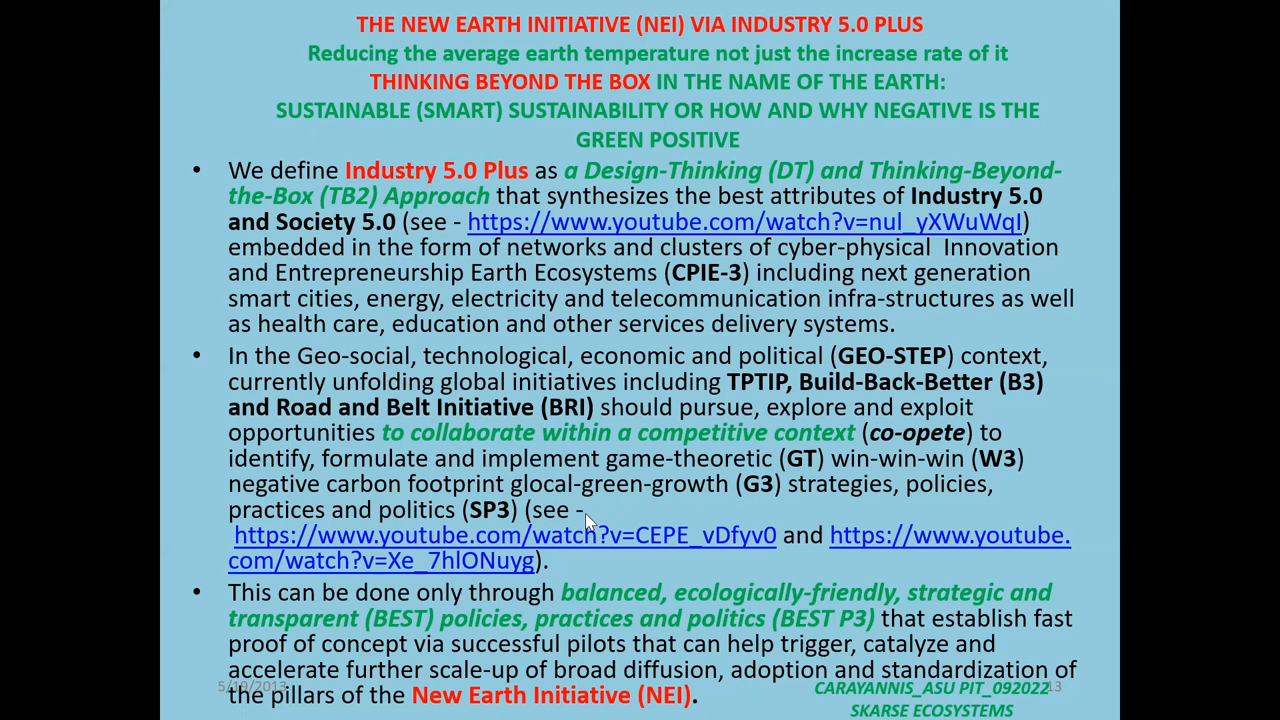 THE NEW EARTH INITIATIVE (NEI) VIA INDUSTRY 5.0 PLUS
Reducing the average earth temperature not just the increase rate of it
THINKING BEYOND THE BOX IN THE NAME OF THE EARTH:
SUSTAINABLE (SMART) SUSTAINABILITY OR HOW AND WHY NEGATIVE IS THE
GREEN POSITIVE
• We define Industry 5.0 Plus as a Design-Thinking (DT) and Thinking-Beyond-
the-Box (TB2) Approach that synthesizes the best attributes of Industry 5.0
and Society 5.0 (see - https://www.youtube.com/watch?v=nul_yXWuWqI)
embedded in the form of networks and clusters of cyber-physical Innovation
and Entrepreneurship Earth Ecosystems (CPIE-3) including next generation
smart cities, energy, electricity and telecommunication infra-structures as well
as health care, education and other services delivery systems.
• In the Geo-social, technological, economic and political (GEO-STEP) context,
currently unfolding global initiatives including TPTIP, Build-Back-Better (B3)
and Road and Belt Initiative (BRI) should pursue, explore and exploit
opportunities to collaborate within a competitive context (co-opete) to
identify, formulate and implement game-theoretic (GT) win-win-win (W3)
negative carbon footprint glocal-green-growth (G3) strategies, policies,
practices and politics (SP3) (see -
https://www.youtube.com/watch?v=CEPE_vDfyv0 and https://www.youtube.
com/watch?v=Xe_7hlONuyg).
• This can be done only through balanced, ecologically-friendly, strategic and
transparent (BEST) policies, practices and politics (BEST P3) that establish fast
proof of concept via successful pilots that can help trigger, catalyze and
accelerate further scale-up of broad diffusion, adoption and standardization of
the pillars of the New Earth Initiative (NEI).
5/19/2013
CARAYANNIS_ASU PIT_092022
13
SKARSE ECOSYSTEMS